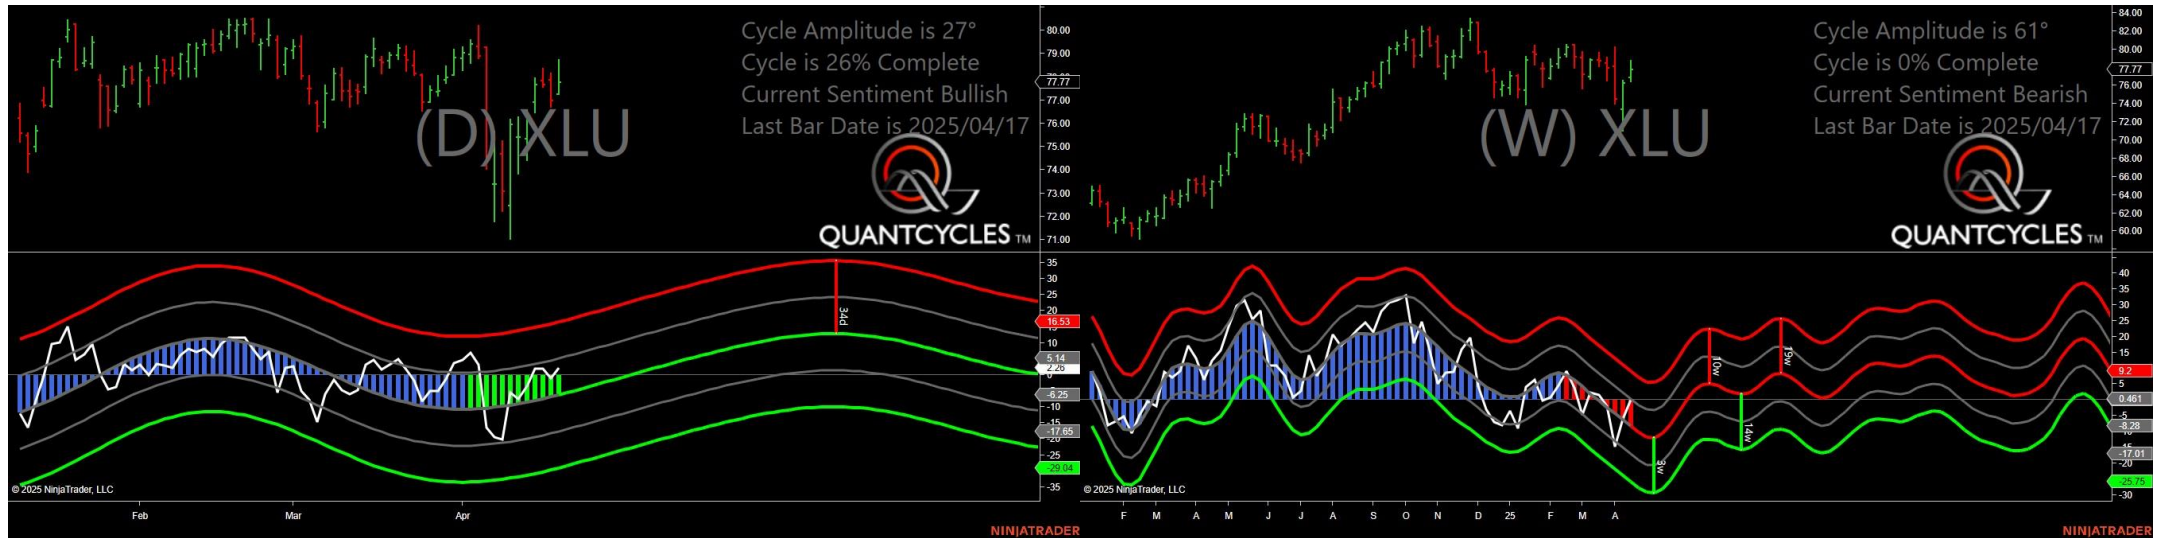 Cycle Amplitude is 27°
Cycle is 26% Complete
Current Sentiment Bullish
Last Bar Date is 2025/04/17
(D) XLU
QUANTCYCLES TM
80.00
79.00
77.77
77.00
76.00
75.00
74.00
73.00
72.00
71.00
35
30
25
20
16.53
10
5.14
2.26
-6.25
-10
-17.65
-25
-29.04
-35
34d
© 2025 NinjaTrader, LLC
Feb Mar Apr
NINJATRADER
Cycle Amplitude is 61°
Cycle is 0% Complete
Current Sentiment Bearish
Last Bar Date is 2025/04/17
(W) XLU
QUANTCYCLES TM
84.00
82.00
80.00
77.77
76.00
74.00
72.00
70.00
68.00
66.00
64.00
62.00
60.00
40
35
30
25
20
15
9.2
5
0.461
-5
-8.28
-17.01
-20
-25.75
-30
10w
19w
14w
© 2025 NinjaTrader, LLC
F M A M J J A S O N D 25 F M A
NINJATRADER